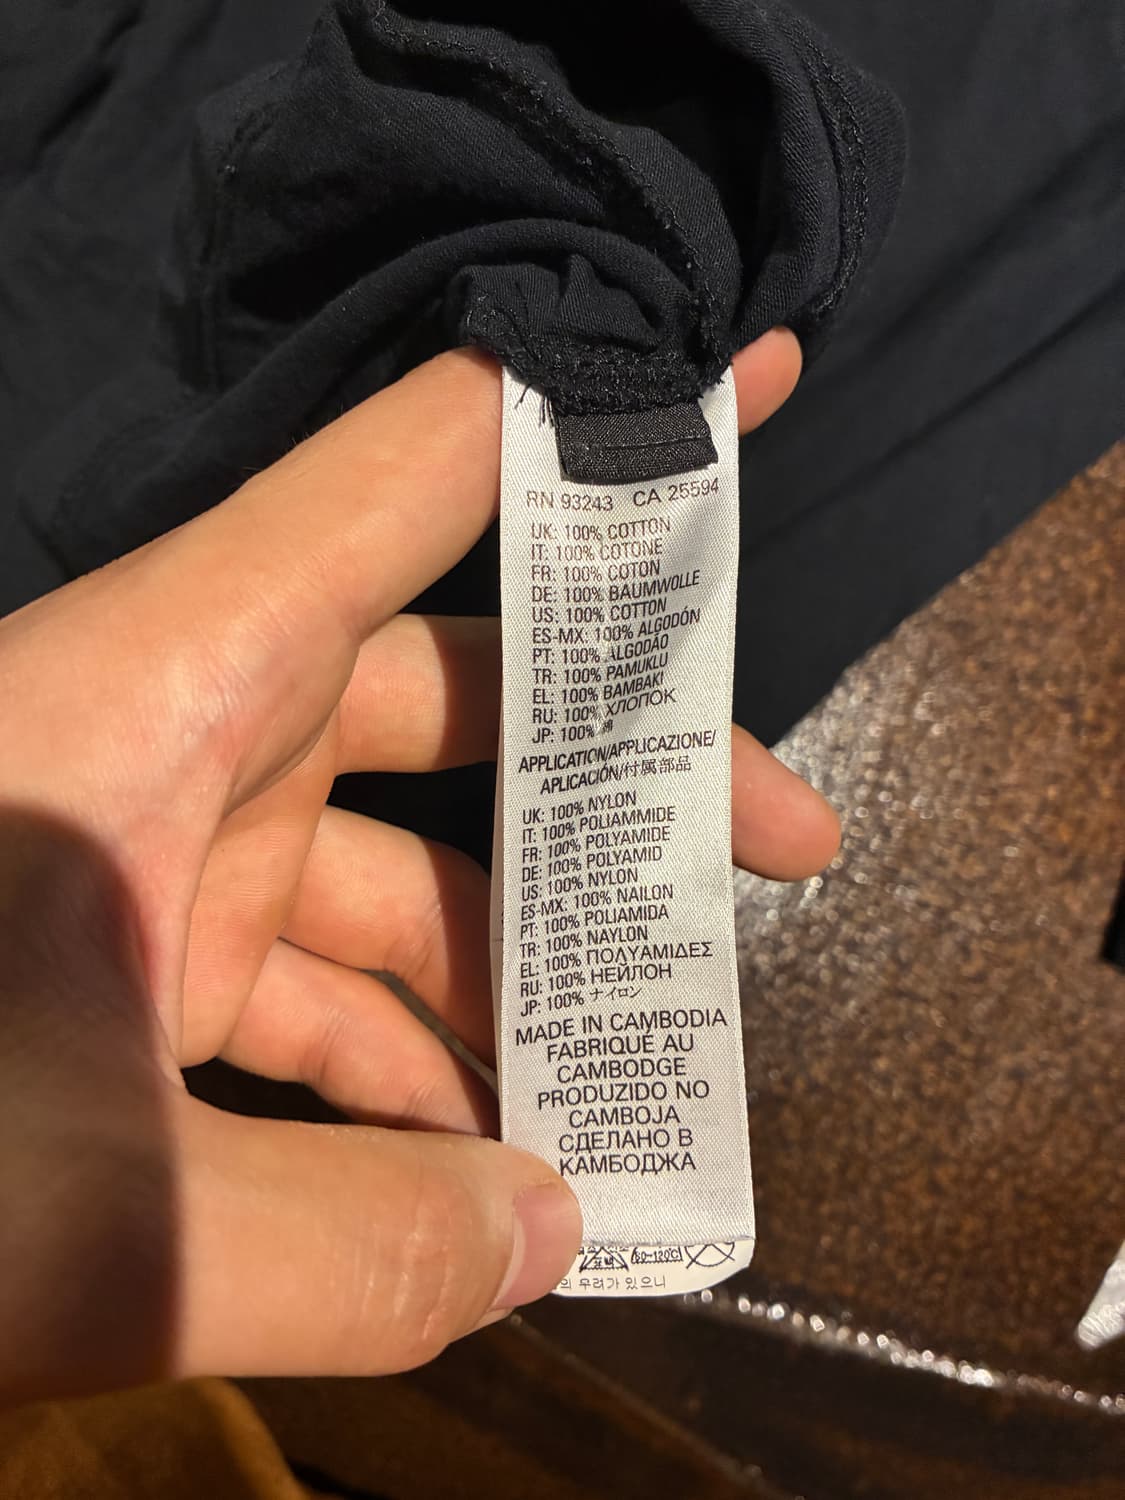 RN 93243 CA 25594
UK: 100% COTTON
IT: 100% COTONE
FR: 100% COTON
DE: 100% BAUMWOLLE
US: 100% COTTON
ES-MX: 100% ALGODÓN
PT: 100% ALGODÃO
TR: 100% PAMUKLU
EL: 100% BAMBAKI
RU: 100% ХЛОПОК
JP: 100% 綿
APPLICATION/APPLICAZIONE/
APLICACIÓN/付属部品
UK: 100% NYLON
IT: 100% POLIAMMIDE
FR: 100% POLYAMIDE
DE: 100% POLYAMID
US: 100% NYLON
ES-MX: 100% NAILON
PT: 100% POLIAMIDA
TR: 100% NAYLON
EL: 100% ΠΟΛΥΑΜΙΔΕΣ
RU: 100% НЕЙЛОН
JP: 100% ナイロン
MADE IN CAMBODIA
FABRIQUÉ AU
CAMBODGE
PRODUZIDO NO
CAMBOJA
СДЕЛАНО В
КАМБОДЖА
80~120℃
우려가 있으니